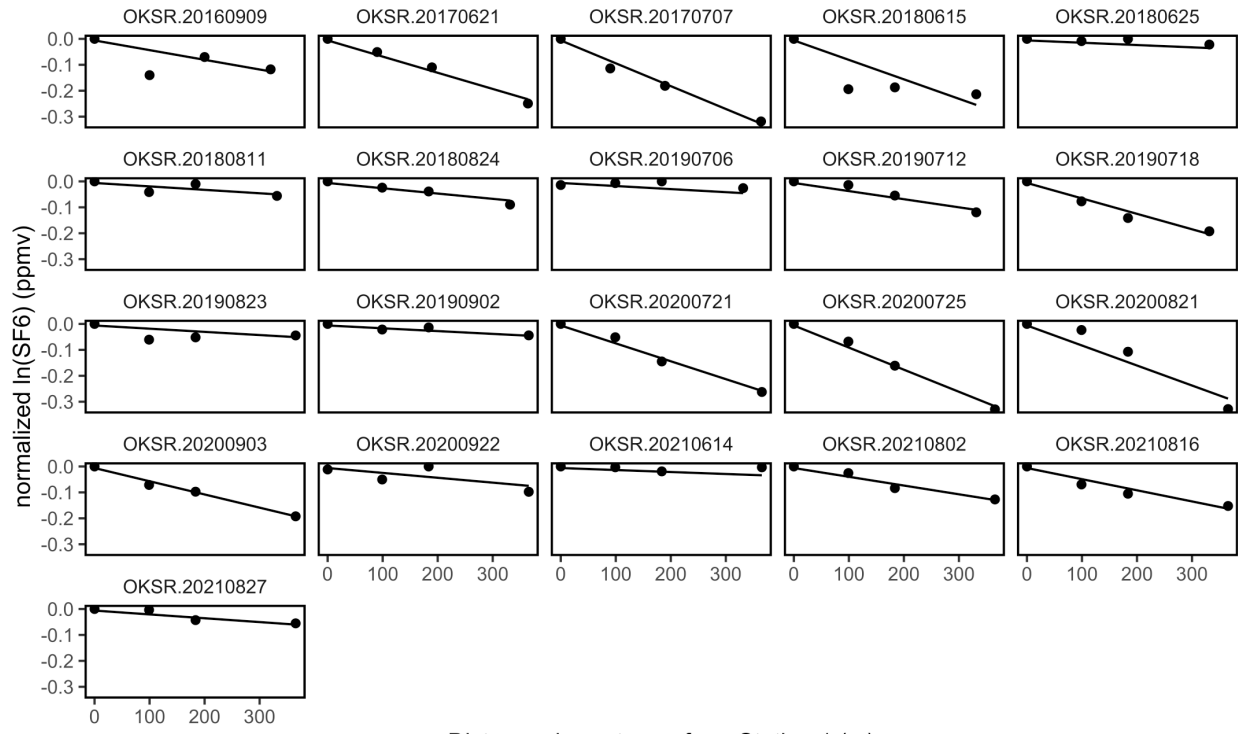 OKSR.20160909 OKSR.20170621 OKSR.20170707 OKSR.20180615 OKSR.20180625
0.0
-0.1
-0.2
-0.3
OKSR.20180811 OKSR.20180824 OKSR.20190706 OKSR.20190712 OKSR.20190718
0.0
-0.1
-0.2
-0.3
normalized ln(SF6) (ppmv)
OKSR.20190823 OKSR.20190902 OKSR.20200721 OKSR.20200725 OKSR.20200821
0.0
-0.1
-0.2
-0.3
OKSR.20200903 OKSR.20200922 OKSR.20210614 OKSR.20210802 OKSR.20210816
0.0
-0.1
-0.2
-0.3
0 100 200 300 0 100 200 300 0 100 200 300 0 100 200 300
OKSR.20210827
0.0
-0.1
-0.2
-0.3
0 100 200 300